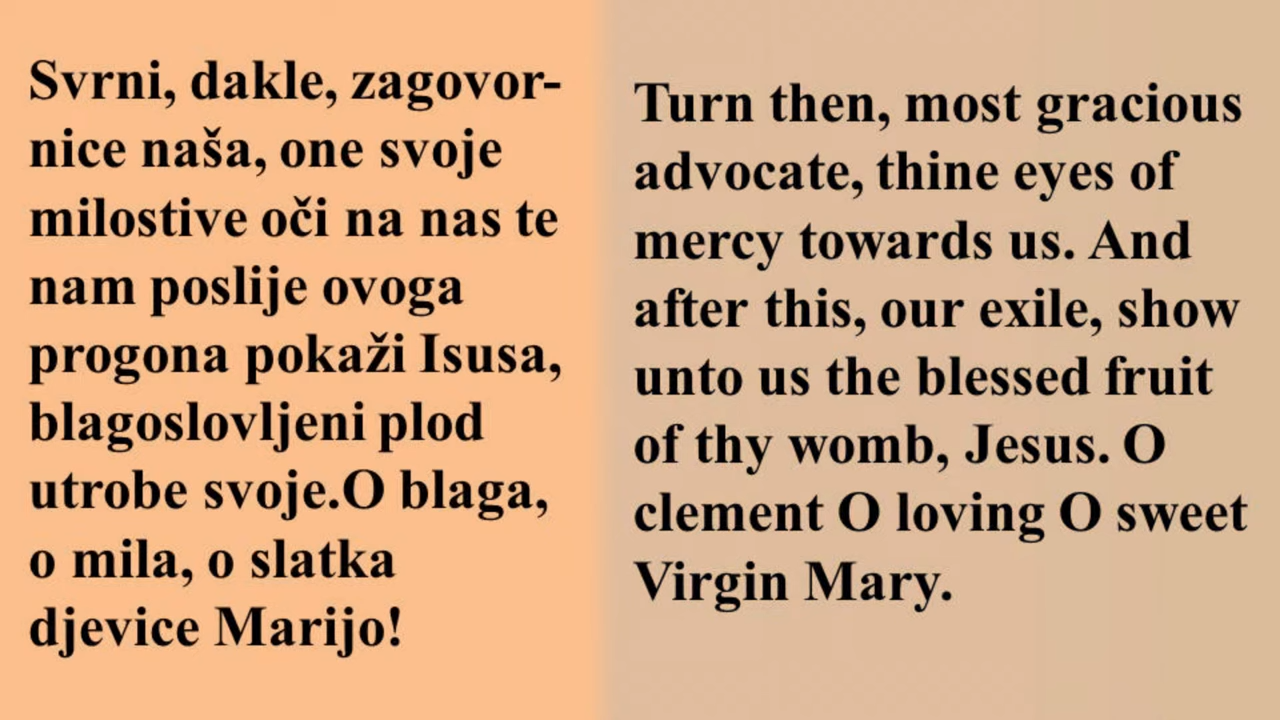 Svrni, dakle, zagovor-
nice naša, one svoje
milostive oči na nas te
nam poslije ovoga
progona pokaži Isusa,
blagoslovljeni plod
utrobe svoje.O blaga,
o mila, o slatka
djevice Marijo!
Turn then, most gracious
advocate, thine eyes of
mercy towards us. And
after this, our exile, show
unto us the blessed fruit
of thy womb, Jesus. O
clement O loving O sweet
Virgin Mary.